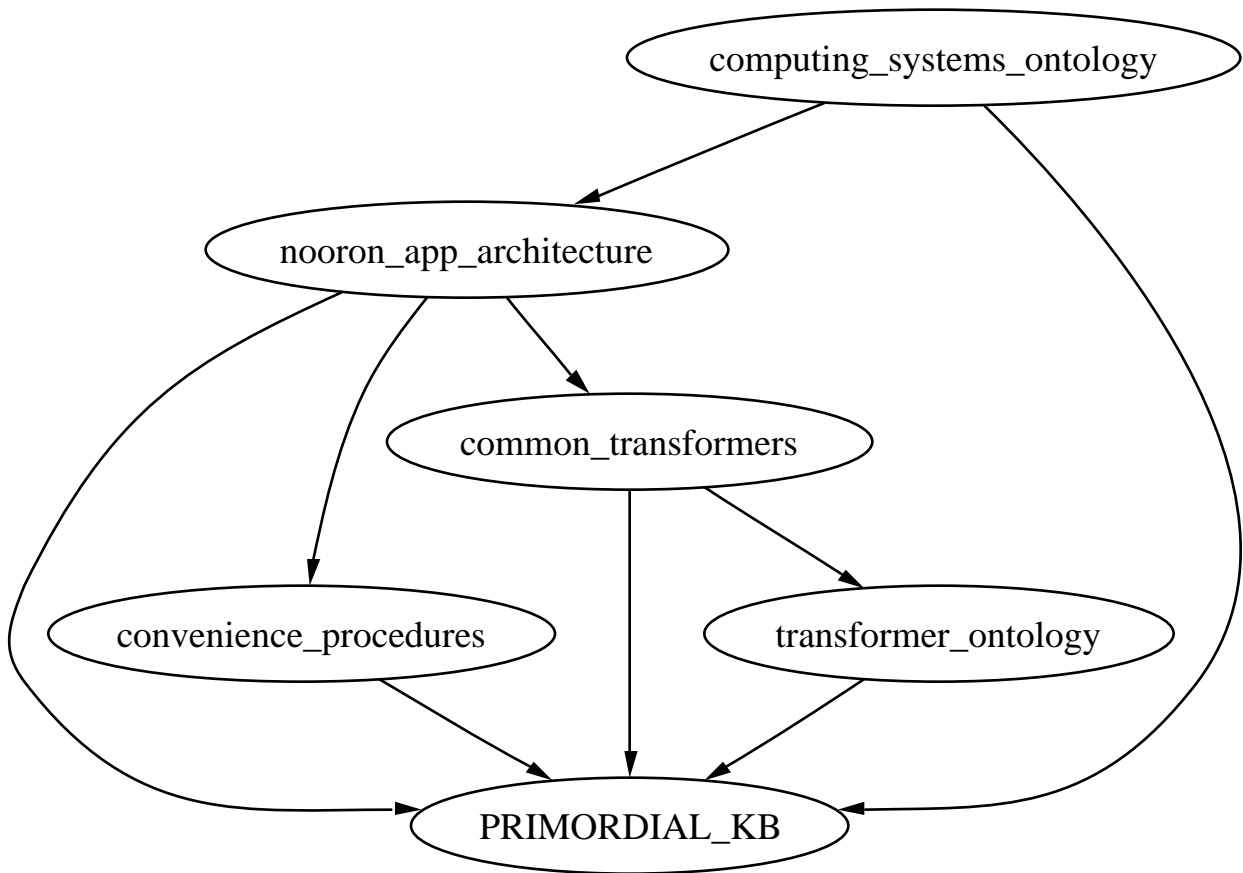 computing_systems_ontology
nooron_app_architecture
common_transformers
convenience_procedures
transformer_ontology
PRIMORDIAL_KB